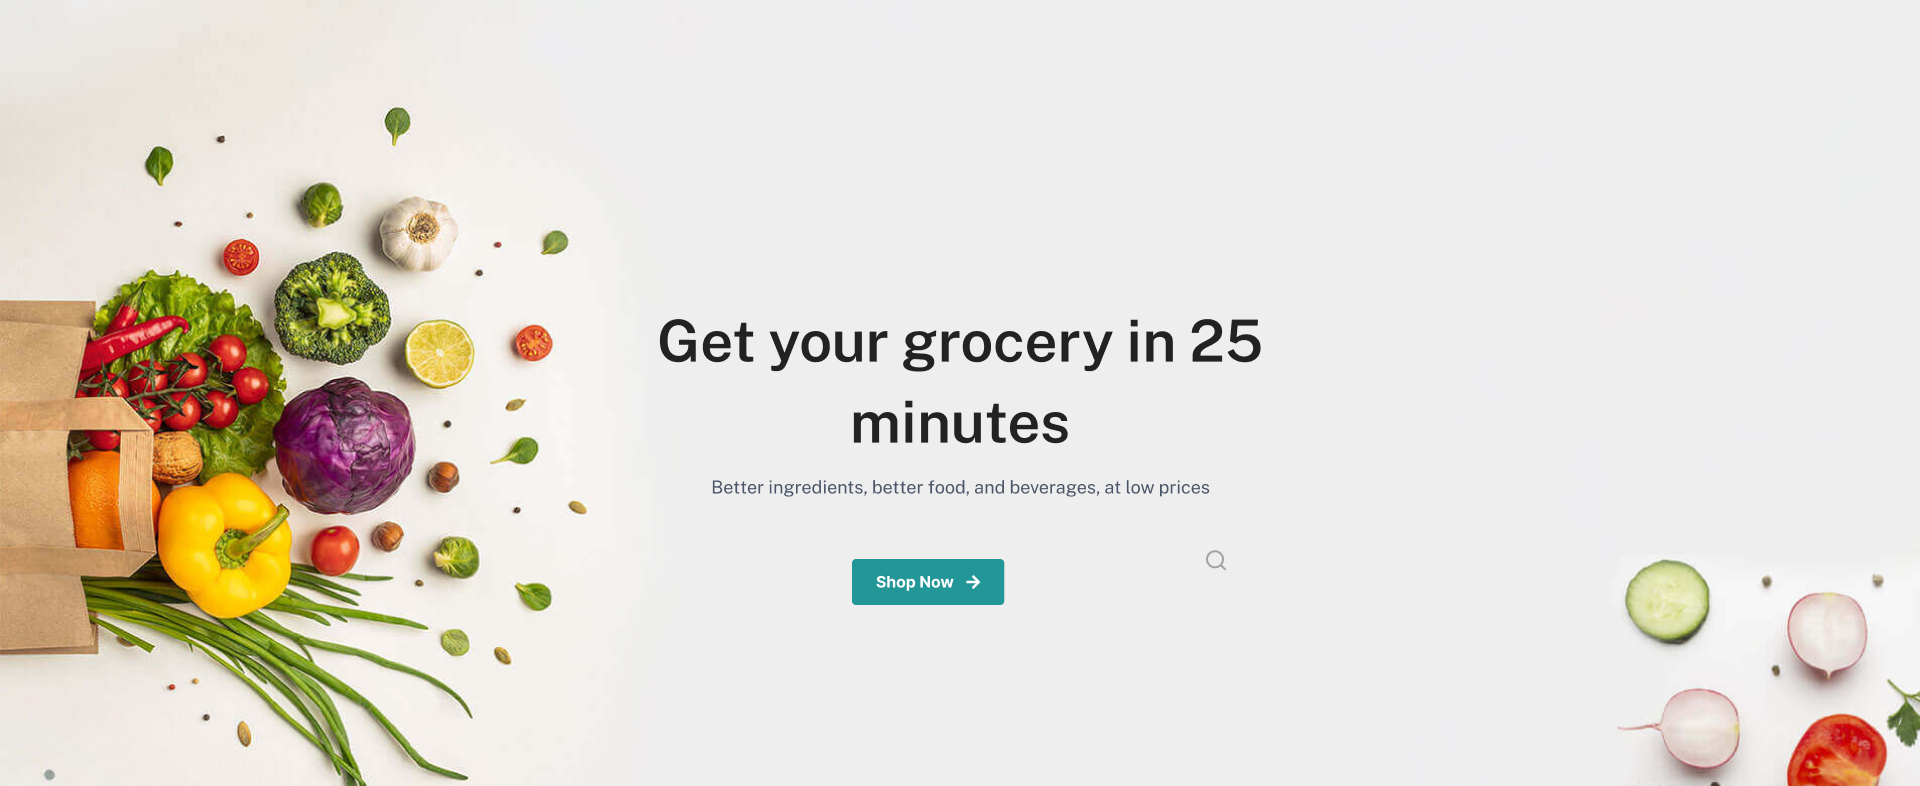 Get your grocery in 25
minutes
Better ingredients, better food, and beverages, at low prices
Shop Now